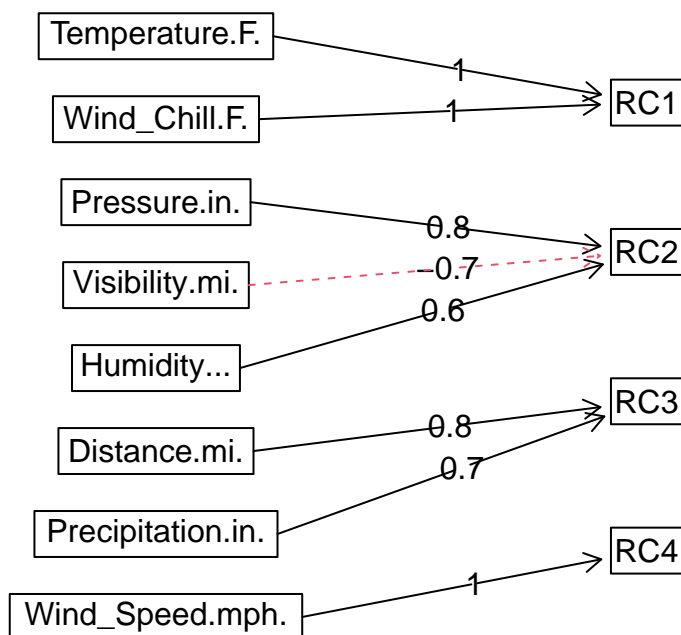 Temperature.F.
1
RC1
Wind_Chill.F.
1
Pressure.in.
0.8
RC2
Visibility.mi.
−0.7
0.6
Humidity...
RC3
Distance.mi.
0.8
0.7
Precipitation.in.
RC4
1
Wind_Speed.mph.